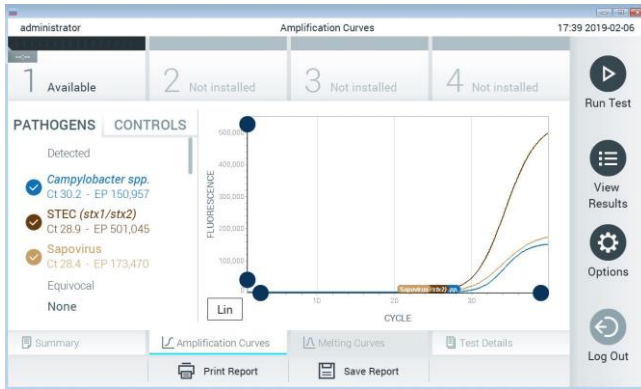 administrator
Amplification Curves
17:39 2019-02-06
1 Available
2 Not installed
3 Not installed
4 Not installed
Run Test
View
Results
Options
Log Out
PATHOGENS
CONTROLS
Detected
Campylobacter spp.
Ct 30.2 - EP 150,957
STEC (stx1/stx2)
Ct 28.9 - EP 501,045
Sapovirus
Ct 28.4 - EP 173,470
Equivocal
None
FLUORESCENCE
600,000
500,000
400,000
300,000
200,000
100,000
0
Lin
10
20
30
CYCLE
Summary
Amplification Curves
Melting Curves
Test Details
Print Report
Save Report